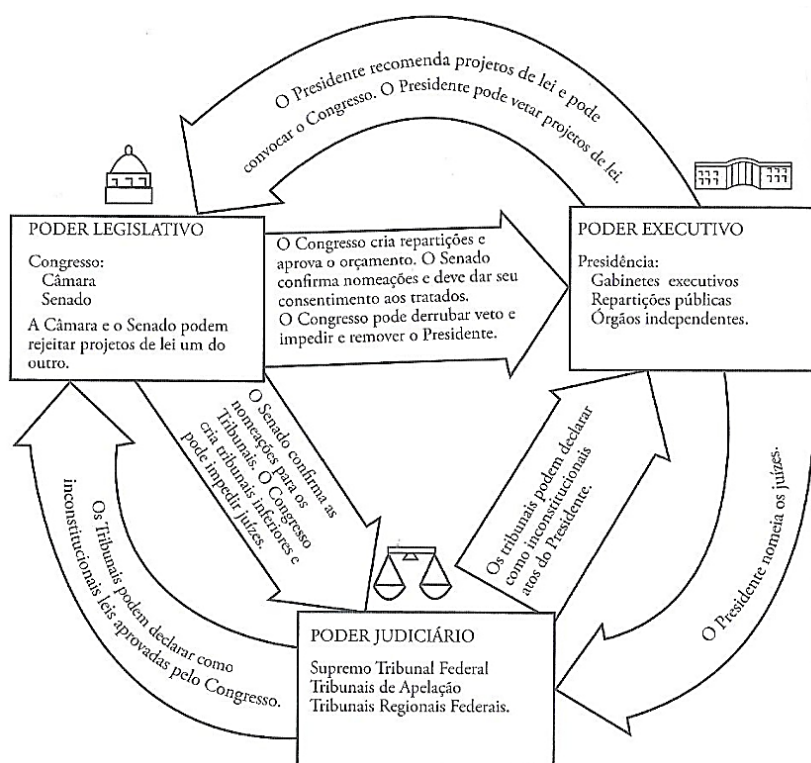 O Presidente recomenda projetos de lei e pode
convocar o Congresso. O Presidente pode vetar projetos de lei.
PODER LEGISLATIVO
Congresso:
Câmara
Senado
A Câmara e o Senado podem
rejeitar projetos de lei um do
outro.
O Congresso cria repartições e
aprova o orçamento. O Senado
confirma nomeações e deve dar seu
consentimento aos tratados.
O Congresso pode derrubar veto e
impedir e remover o Presidente.
PODER EXECUTIVO
Presidência:
Gabinetes executivos
Repartições públicas
Órgãos independentes.
O Senado confirma as
nomeações para os
Tribunais. O Congresso
cria tribunais inferiores e
pode impedir juízes.
Os tribunais podem declarar
como inconstitucionais
atos do Presidente.
O Presidente nomeia os juízes.
Os Tribunais podem declarar como
inconstitucionais leis aprovadas pelo Congresso.
PODER JUDICIÁRIO
Supremo Tribunal Federal
Tribunais de Apelação
Tribunais Regionais Federais.